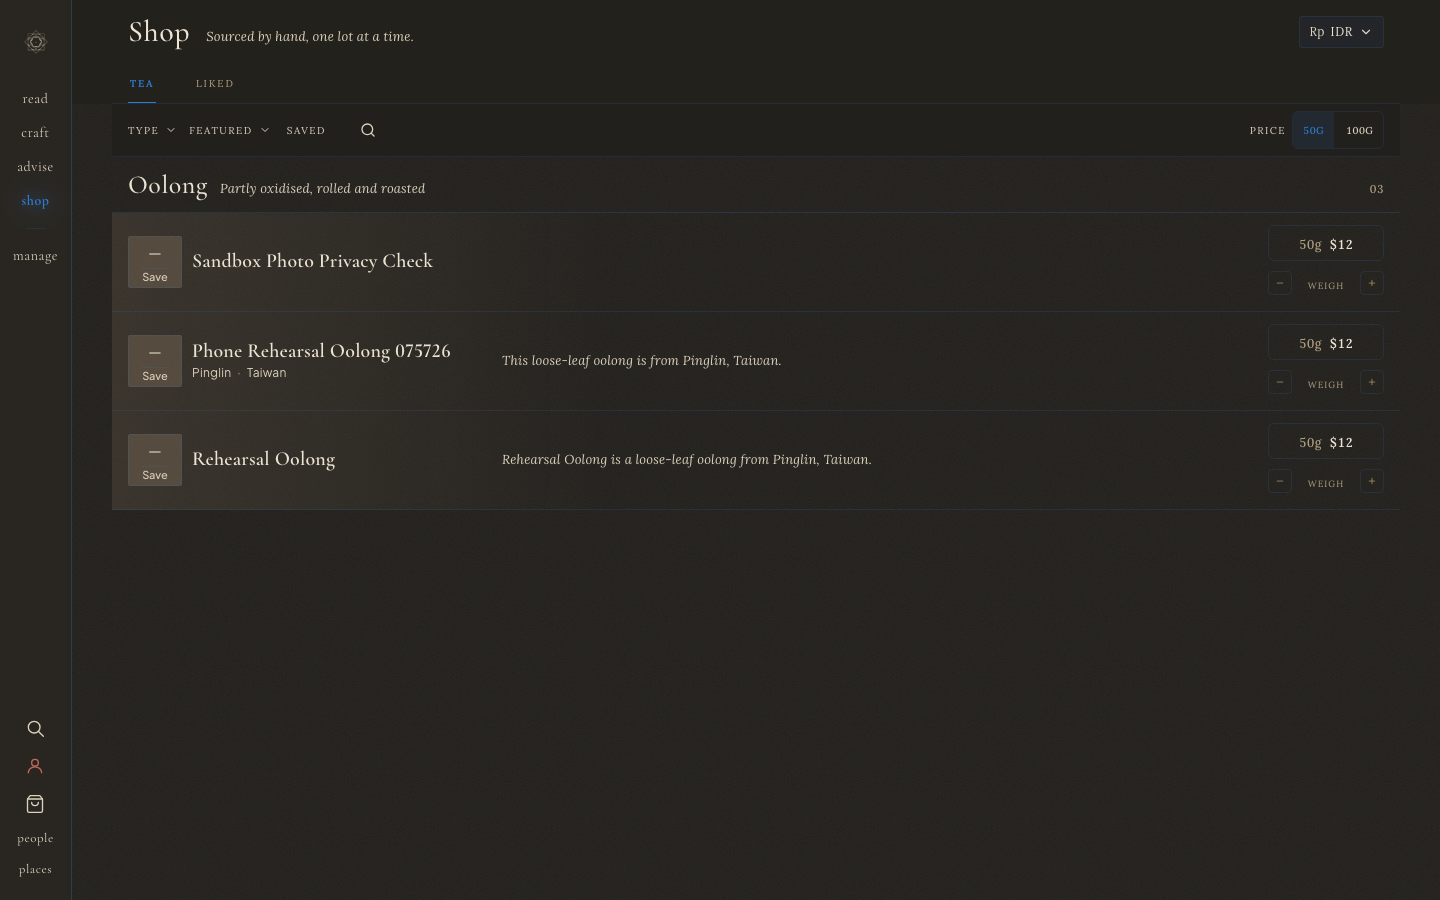 Shop
Sourced by hand, one lot at a time.
Rp IDR
TEA
LIKED
read
craft
advise
shop
manage
TYPE
FEATURED
SAVED
PRICE
50G
100G
Oolong
Partly oxidised, rolled and roasted
03
Save
Sandbox Photo Privacy Check
50g $12
− WEIGH +
Save
Phone Rehearsal Oolong 075726
Pinglin · Taiwan
This loose-leaf oolong is from Pinglin, Taiwan.
50g $12
− WEIGH +
Save
Rehearsal Oolong
Rehearsal Oolong is a loose-leaf oolong from Pinglin, Taiwan.
50g $12
− WEIGH +
people
places